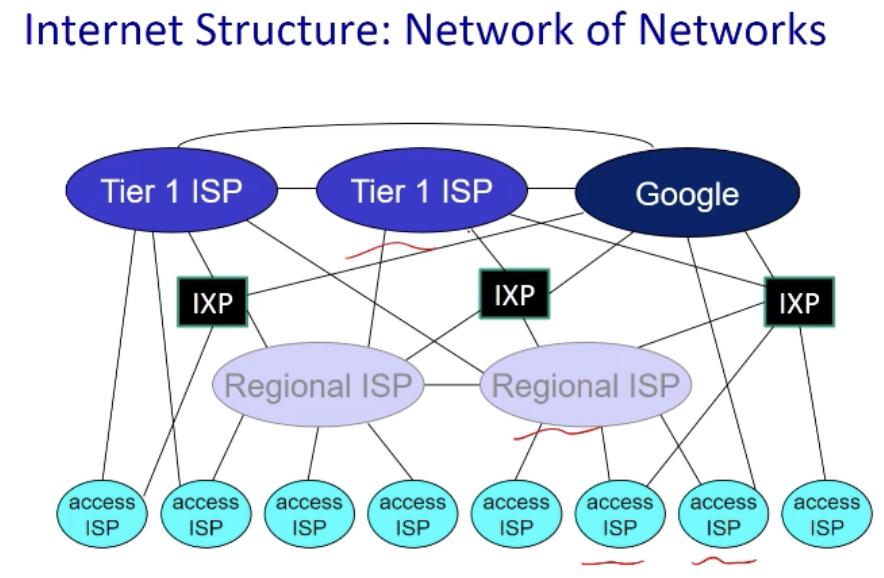 Internet Structure: Network of Networks
Tier 1 ISP
Tier 1 ISP
Google
IXP
IXP
IXP
Regional ISP
Regional ISP
access
ISP
access
ISP
access
ISP
access
ISP
access
ISP
access
ISP
access
ISP
access
ISP